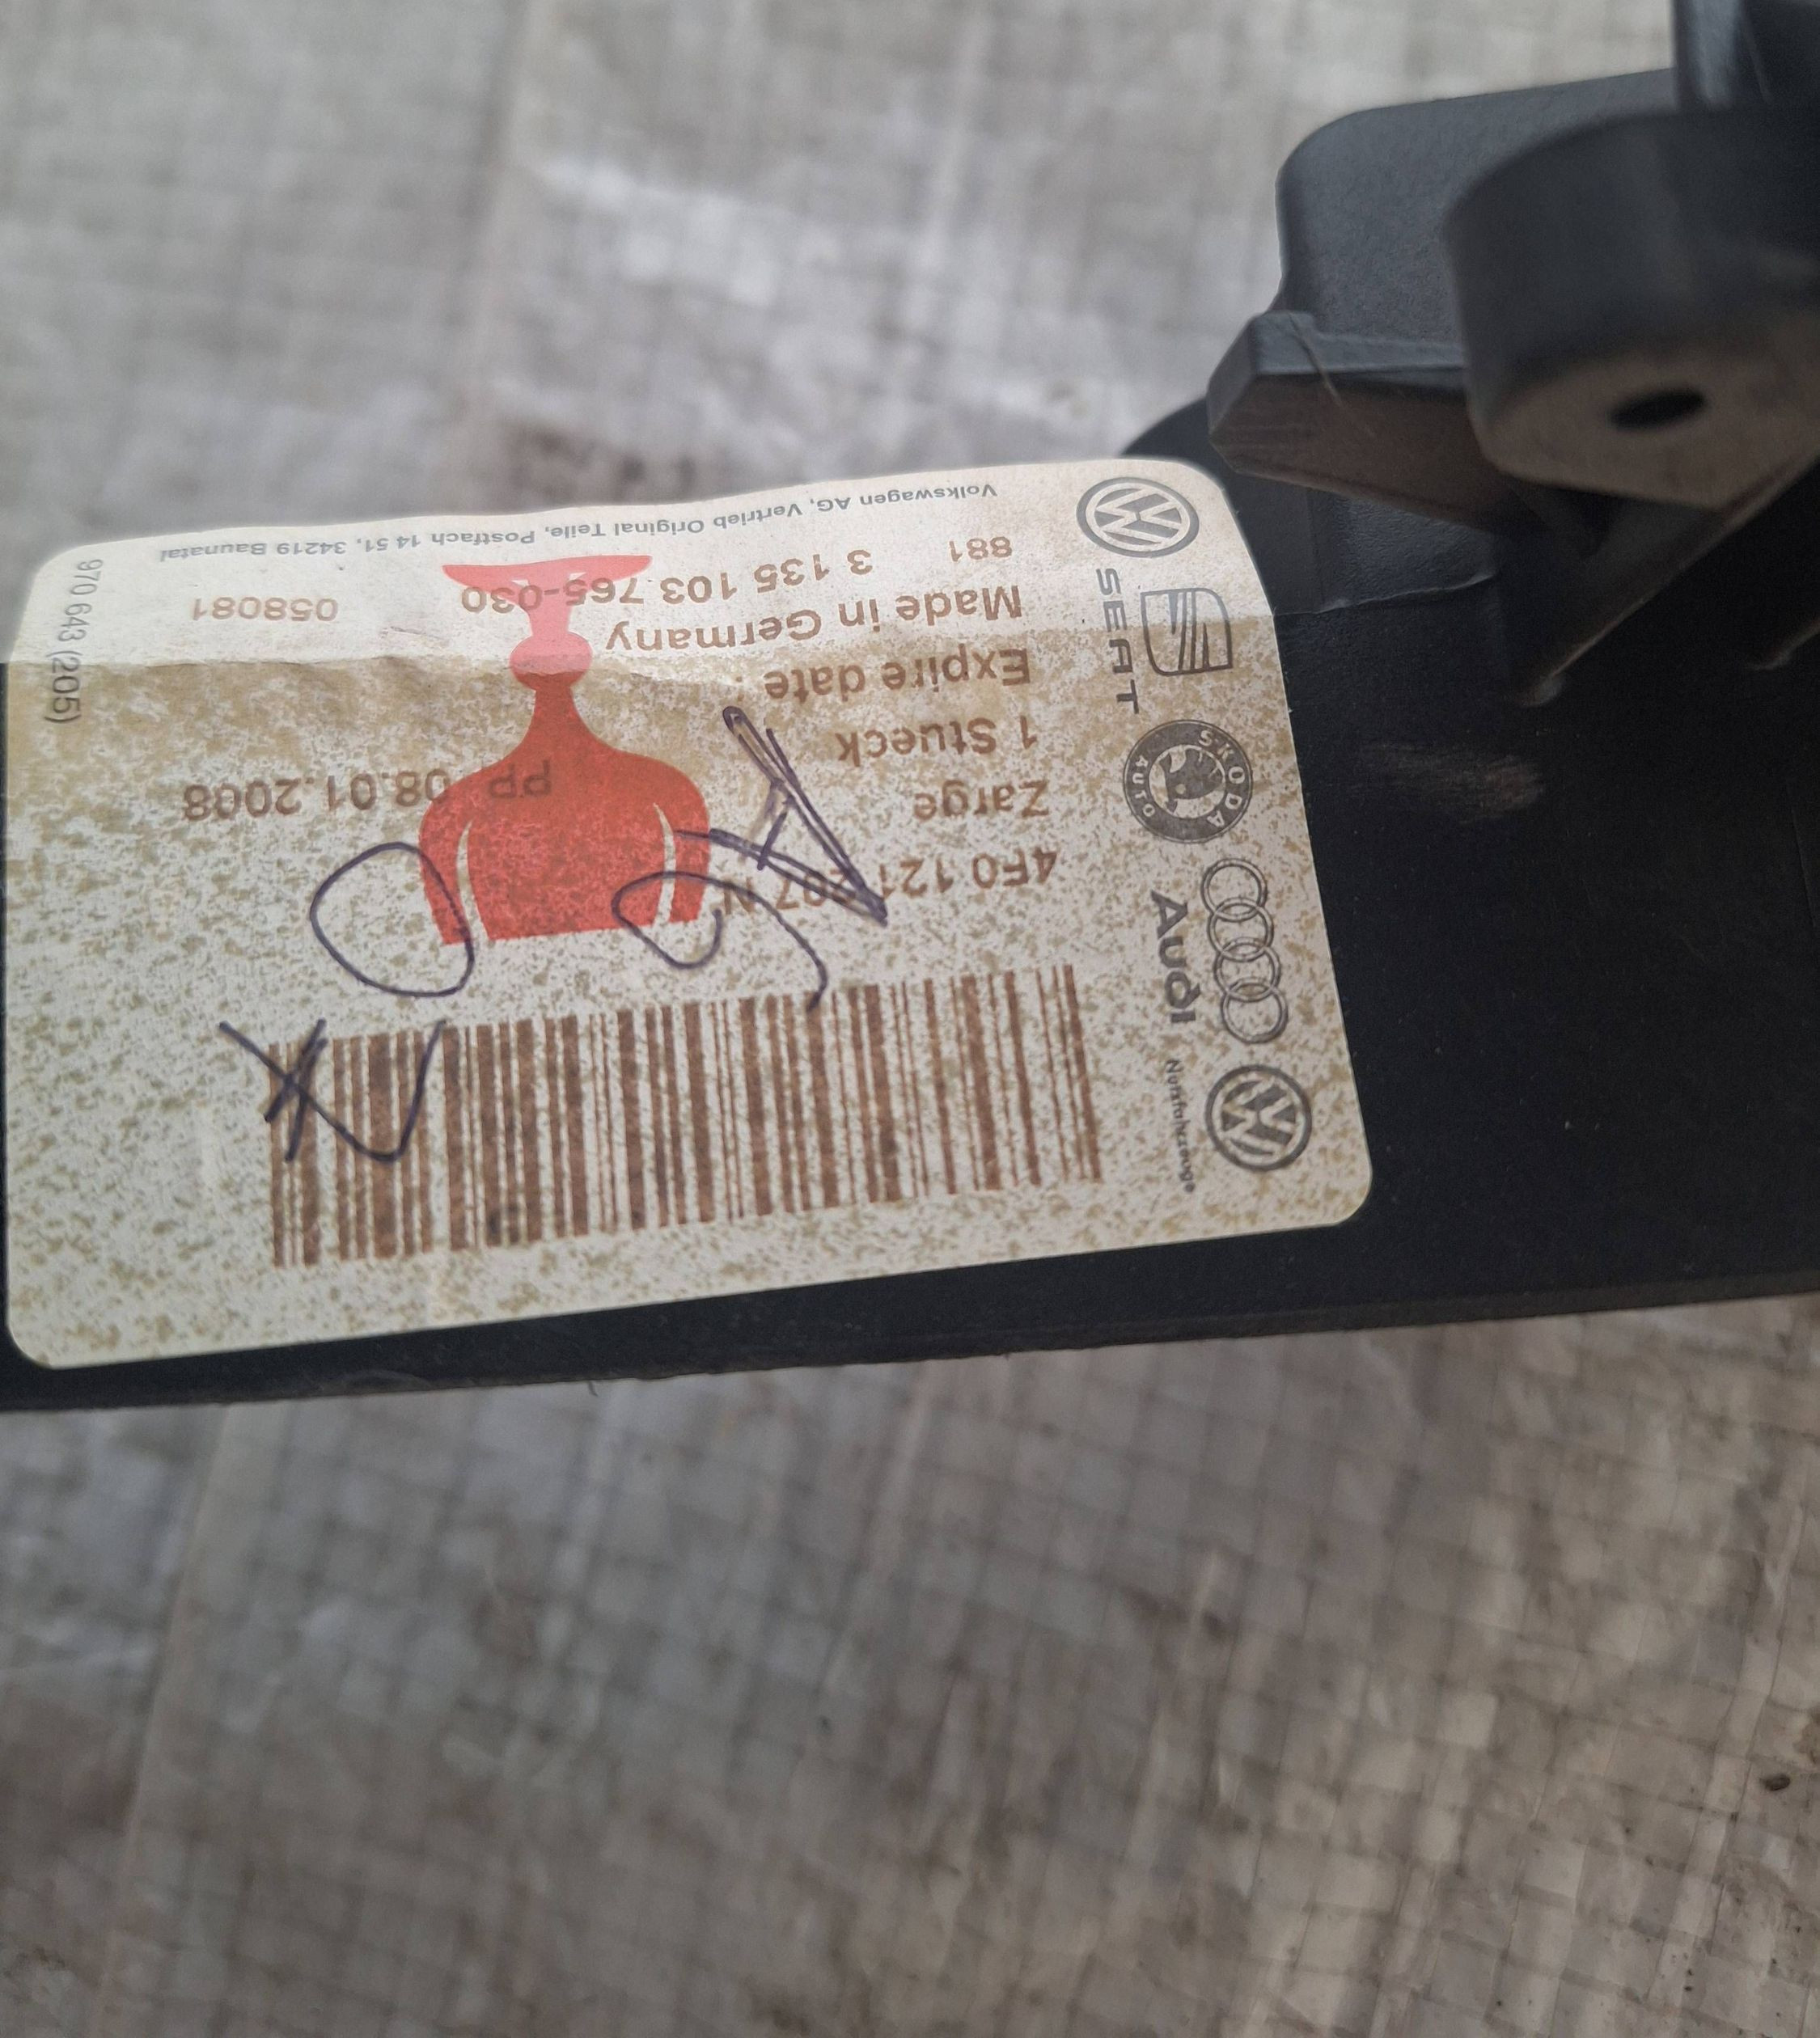 4F0 121 207 N
Zarge
1 Stueck PP 08.01.2008
Expire date :
Made in Germany
881 3 135 103.765-030 058081
Volkswagen AG, Vertrieb Original Teile, Postfach 14 51, 34219 Baunatal
970 643 (205)
SEAT
SKODA
AUTO
Audi
Nutzfahrzeuge